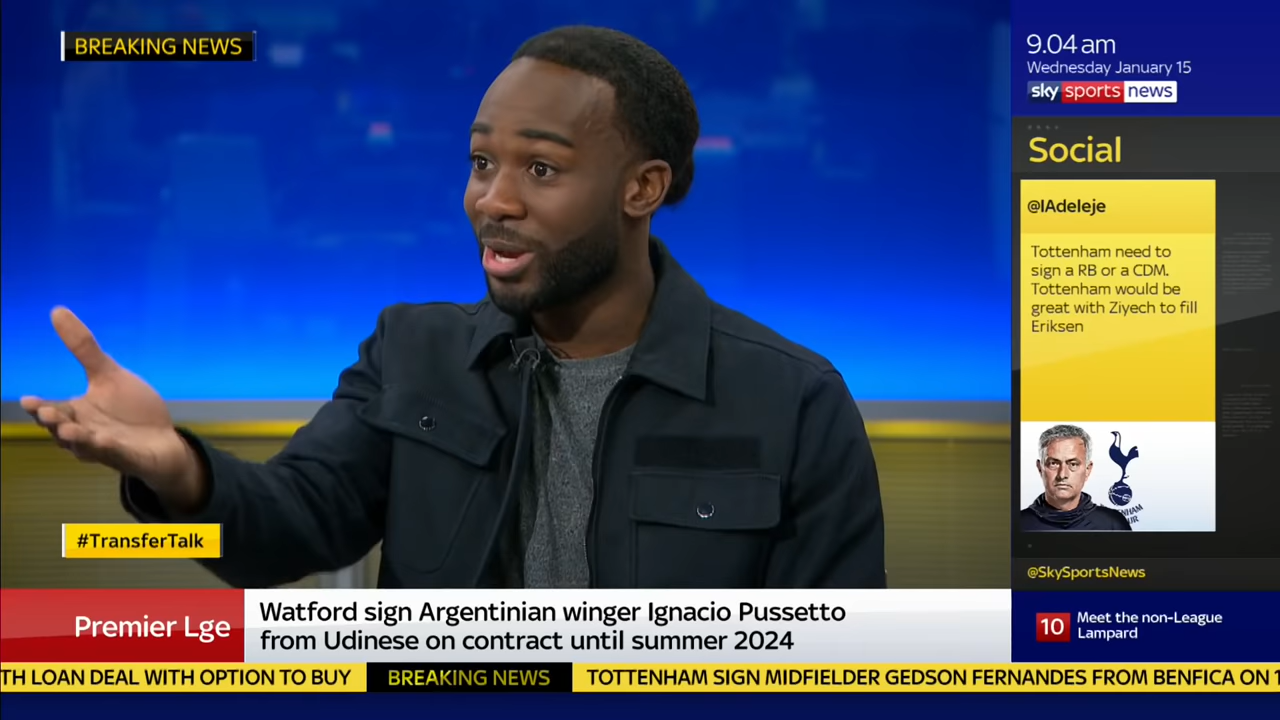 BREAKING NEWS
9.04 am
Wednesday January 15
sky sports news
Social
@IAdeleje
Tottenham need to
sign a RB or a CDM.
Tottenham would be
great with Ziyech to fill
Eriksen
#TransferTalk
@SkySportsNews
Premier Lge
Watford sign Argentinian winger Ignacio Pussetto
from Udinese on contract until summer 2024
10
Meet the non-League
Lampard
TH LOAN DEAL WITH OPTION TO BUY BREAKING NEWS TOTTENHAM SIGN MIDFIELDER GEDSON FERNANDES FROM BENFICA ON 1